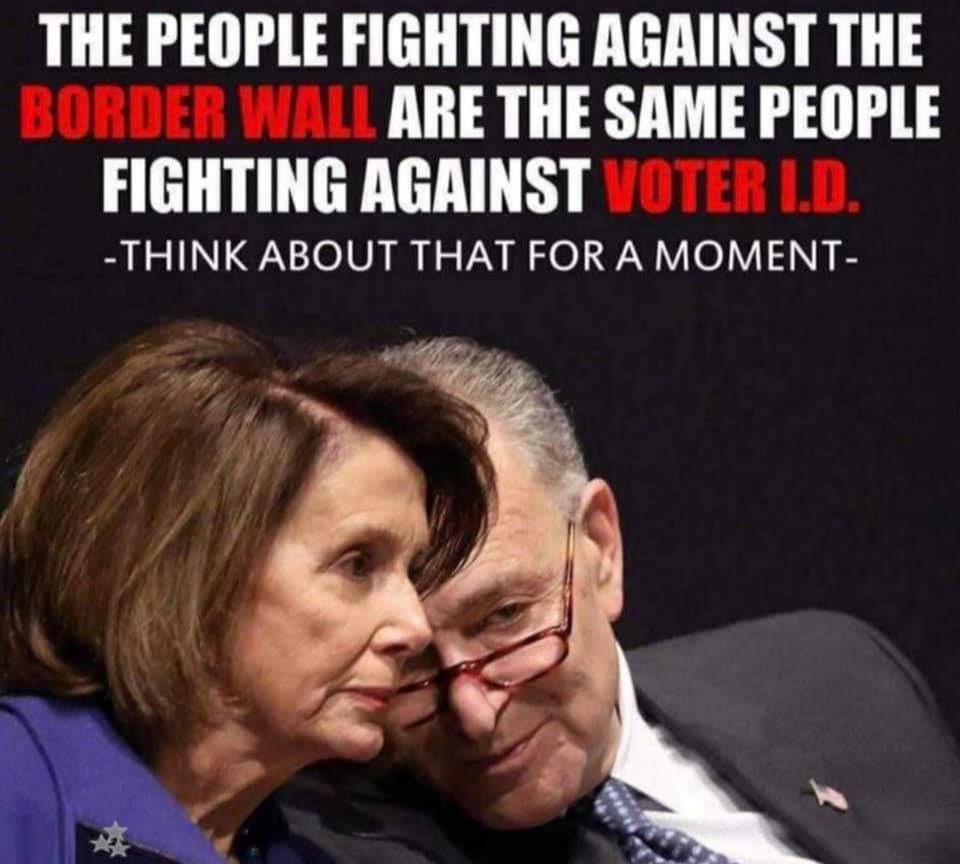 THE PEOPLE FIGHTING AGAINST THE
BORDER WALL ARE THE SAME PEOPLE
FIGHTING AGAINST VOTER I.D.
-THINK ABOUT THAT FOR A MOMENT-